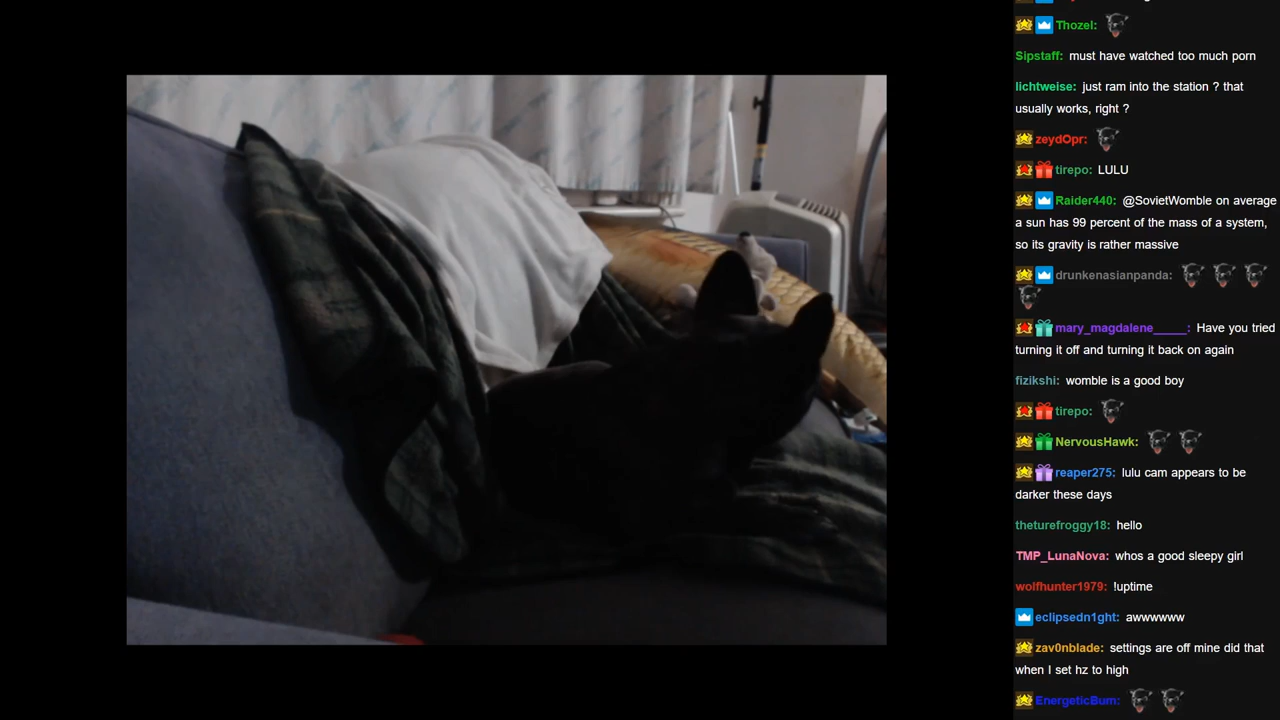 Thozel:
Sipstaff: must have watched too much porn
lichtweise: just ram into the station ? that
usually works, right ?
zeydOpr:
tirepo: LULU
Raider440: @SovietWomble on average
a sun has 99 percent of the mass of a system,
so its gravity is rather massive
drunkenasianpanda:
mary_magdalene_____: Have you tried
turning it off and turning it back on again
fizikshi: womble is a good boy
tirepo:
NervousHawk:
reaper275: lulu cam appears to be
darker these days
theturefroggy18: hello
TMP_LunaNova: whos a good sleepy girl
wolfhunter1979: !uptime
eclipsedn1ght: awwwwww
zav0nblade: settings are off mine did that
when I set hz to high
EnergeticBum: